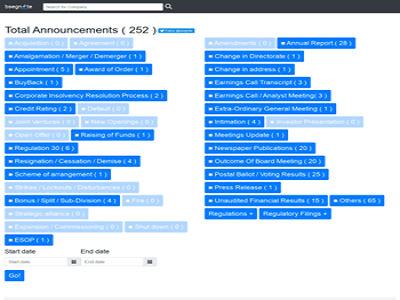 bseqnote Search for Company
Total Announcements ( 252 )
Acquisition ( 0 ) Agreement ( 0 )
Amalgamation / Merger / Demerger ( 1 )
Appointment ( 5 ) Award of Order ( 1 )
BuyBack ( 1 )
Corporate Insolvency Resolution Process ( 2 )
Credit Rating ( 2 ) Default ( 0 )
Joint Ventures ( 0 ) New Openings ( 0 )
Open Offer ( 0 ) Raising of Funds ( 1 )
Regulation 30 ( 6 )
Resignation / Cessation / Demise ( 4 )
Scheme of arrangement ( 1 )
Strikes / Lockouts / Disturbances ( 0 )
Bonus / Split / Sub-Division ( 4 ) Fire ( 0 )
Strategic alliance ( 0 )
Expansion / Commissioning ( 0 ) Shut down ( 0 )
ESOP ( 1 )
Amendments ( 0 ) Annual Report ( 28 )
Change in Directorate ( 1 )
Change in address ( 1 )
Earnings Call Transcript ( 3 )
Earnings Call / Analyst Meeting( 3 )
Extra-Ordinary General Meeting ( 1 )
Intimation ( 4 ) Investor Presentation ( 0 )
Meetings Update ( 1 )
Newspaper Publications ( 20 )
Outcome Of Board Meeting ( 20 )
Postal Ballot / Voting Results ( 25 )
Press Release ( 1 )
Unaudited Financial Results ( 15 ) Others ( 65 )
Regulations + Regulatory Filings +
Start date End date
Start date End date
Go!